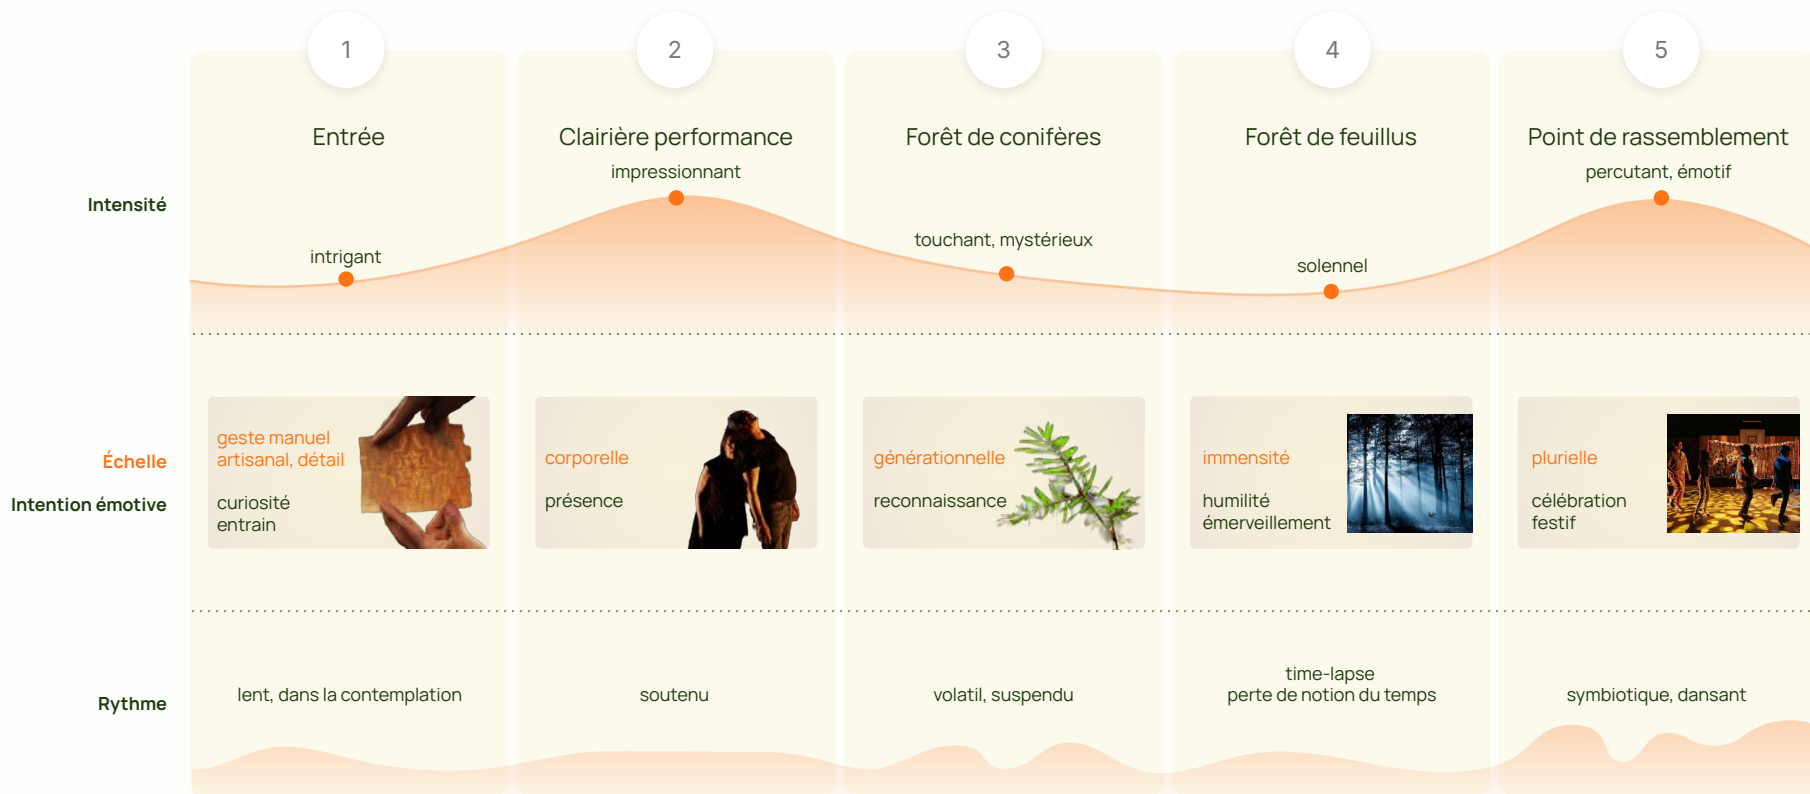 1
2
3
4
5
Entrée
Clairière performance
Forêt de conifères
Forêt de feuillus
Point de rassemblement
Intensité
intrigant
impressionnant
touchant, mystérieux
solennel
percutant, émotif
Échelle
Intention émotive
geste manuel
artisanal, détail
curiosité
entrain
corporelle
présence
générationnelle
reconnaissance
immensité
humilité
émerveillement
plurielle
célébration
festif
Rythme
lent, dans la contemplation
soutenu
volatil, suspendu
time-lapse
perte de notion du temps
symbiotique, dansant